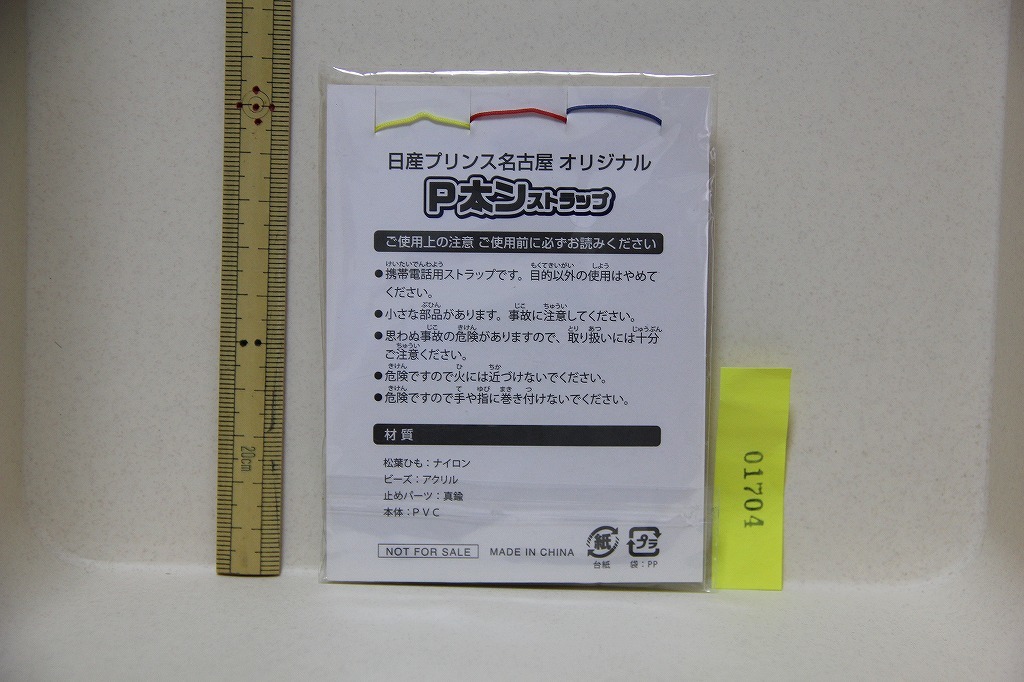 日産プリンス名古屋 オリジナル
P太シストラップ
ご使用上の注意 ご使用前に必ずお読みください
●携帯電話用ストラップです。目的以外の使用はやめて
ください。
●小さな部品があります。事故に注意してください。
●思わぬ事故の危険がありますので、取り扱いには十分
ご注意ください。
●危険ですので火には近づけないでください。
●危険ですので手や指に巻き付けないでください。
材質
松葉ひも:ナイロン
ビーズ:アクリル
止めパーツ:真鍮
本体:PVC
NOT FOR SALE MADE IN CHINA
紙 プラ
台紙 袋:PP
20cm
01704